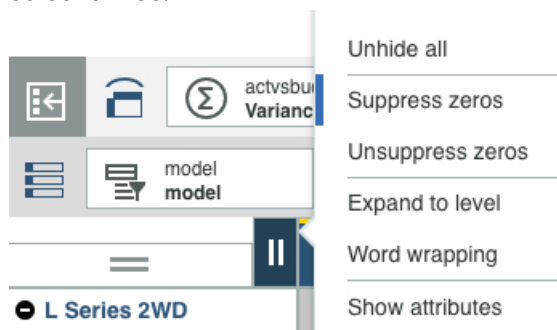 actvsbu
Varianc
model
model
L Series 2WD
Unhide all
Suppress zeros
Unsuppress zeros
Expand to level
Word wrapping
Show attributes